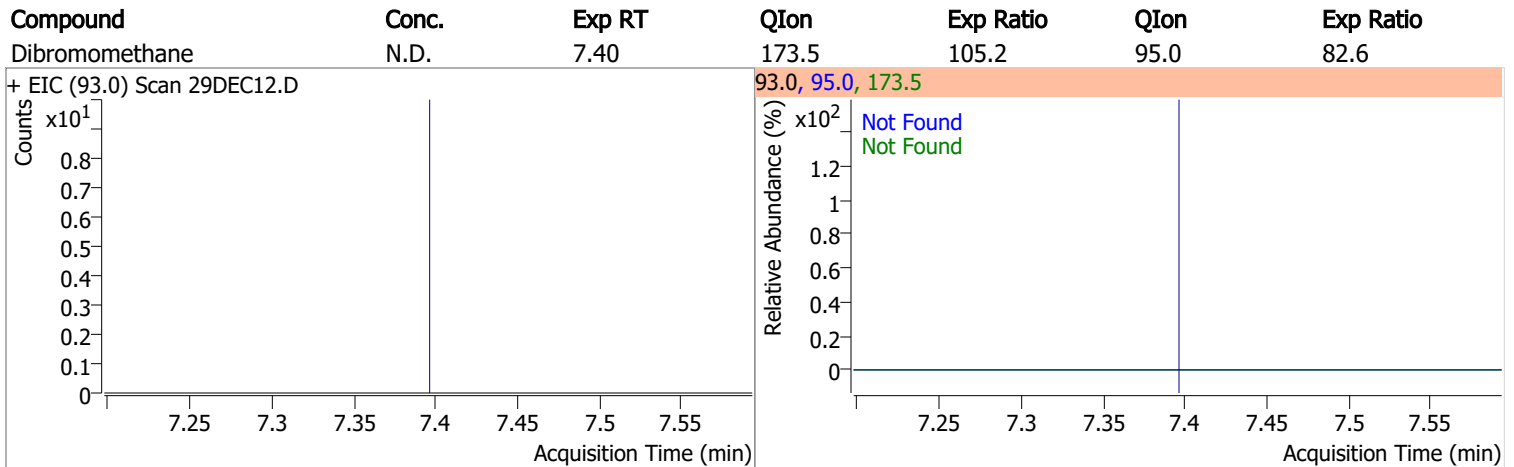 Compound Conc. Exp RT QIon Exp Ratio QIon Exp Ratio
Dibromomethane N.D. 7.40 173.5 105.2 95.0 82.6
+ EIC (93.0) Scan 29DEC12.D
Counts
x10¹
0.8
0.7
0.6
0.5
0.4
0.3
0.2
0.1
0
7.25 7.3 7.35 7.4 7.45 7.5 7.55
Acquisition Time (min)
93.0, 95.0, 173.5
Relative Abundance (%)
x10²
Not Found
Not Found
1.2
1
0.8
0.6
0.4
0.2
0
7.25 7.3 7.35 7.4 7.45 7.5 7.55
Acquisition Time (min)